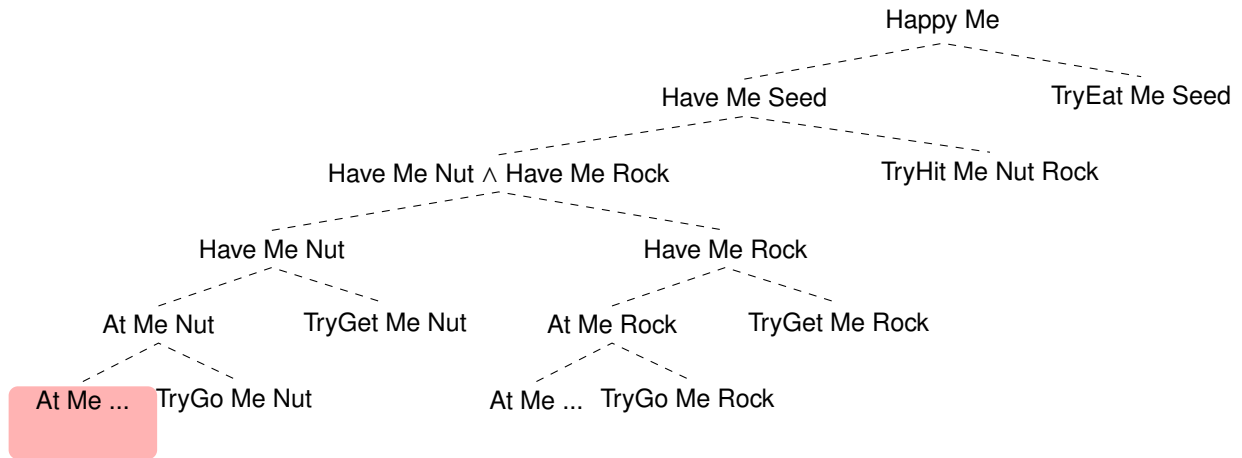 Happy Me
Have Me Seed
TryEat Me Seed
Have Me Nut ∧ Have Me Rock
TryHit Me Nut Rock
Have Me Nut
Have Me Rock
At Me Nut
TryGet Me Nut
At Me Rock
TryGet Me Rock
At Me ...
TryGo Me Nut
At Me ...
TryGo Me Rock